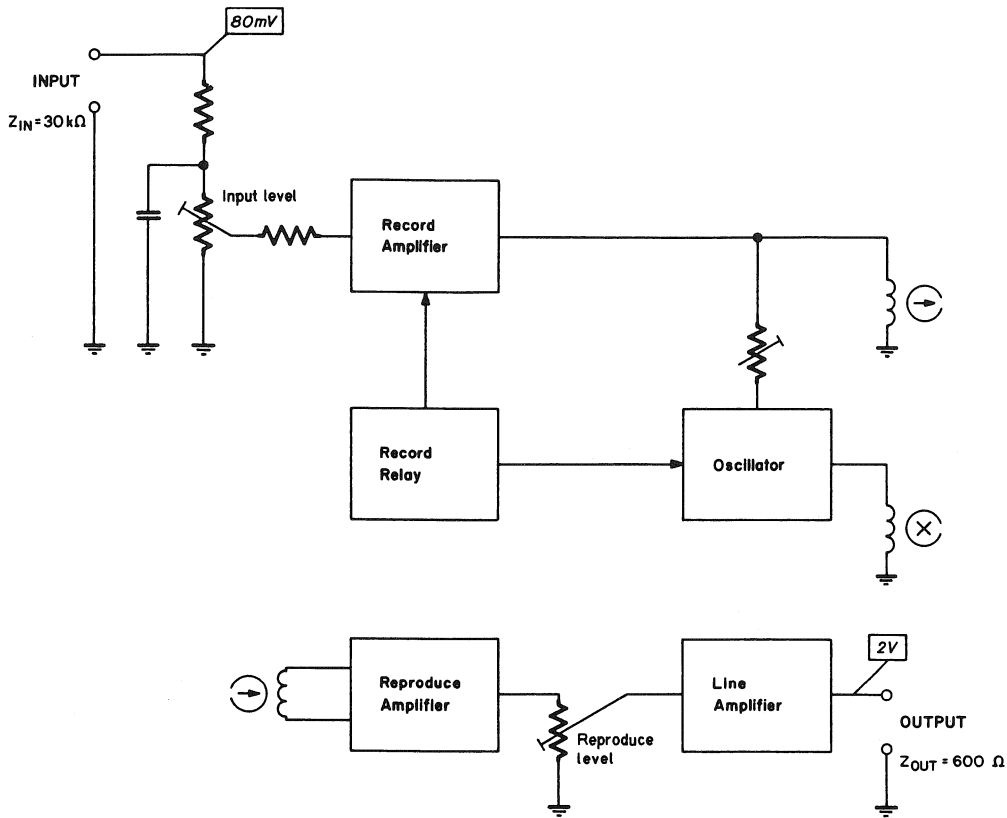 80mV
INPUT
ZIN=30kΩ
Input level
Record
Amplifier
Record
Relay
Oscillator
Reproduce
Amplifier
Reproduce
level
Line
Amplifier
2V
OUTPUT
ZOUT=600 Ω